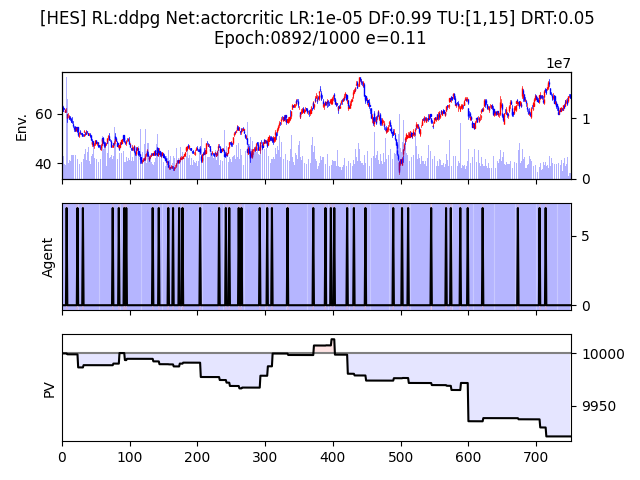 [HES] RL:ddpg Net:actorcritic LR:1e-05 DF:0.99 TU:[1,15] DRT:0.05
Epoch:0892/1000 e=0.11
1e7
Env.
60
40
1
0
Agent
5
0
PV
10000
9950
0 100 200 300 400 500 600 700